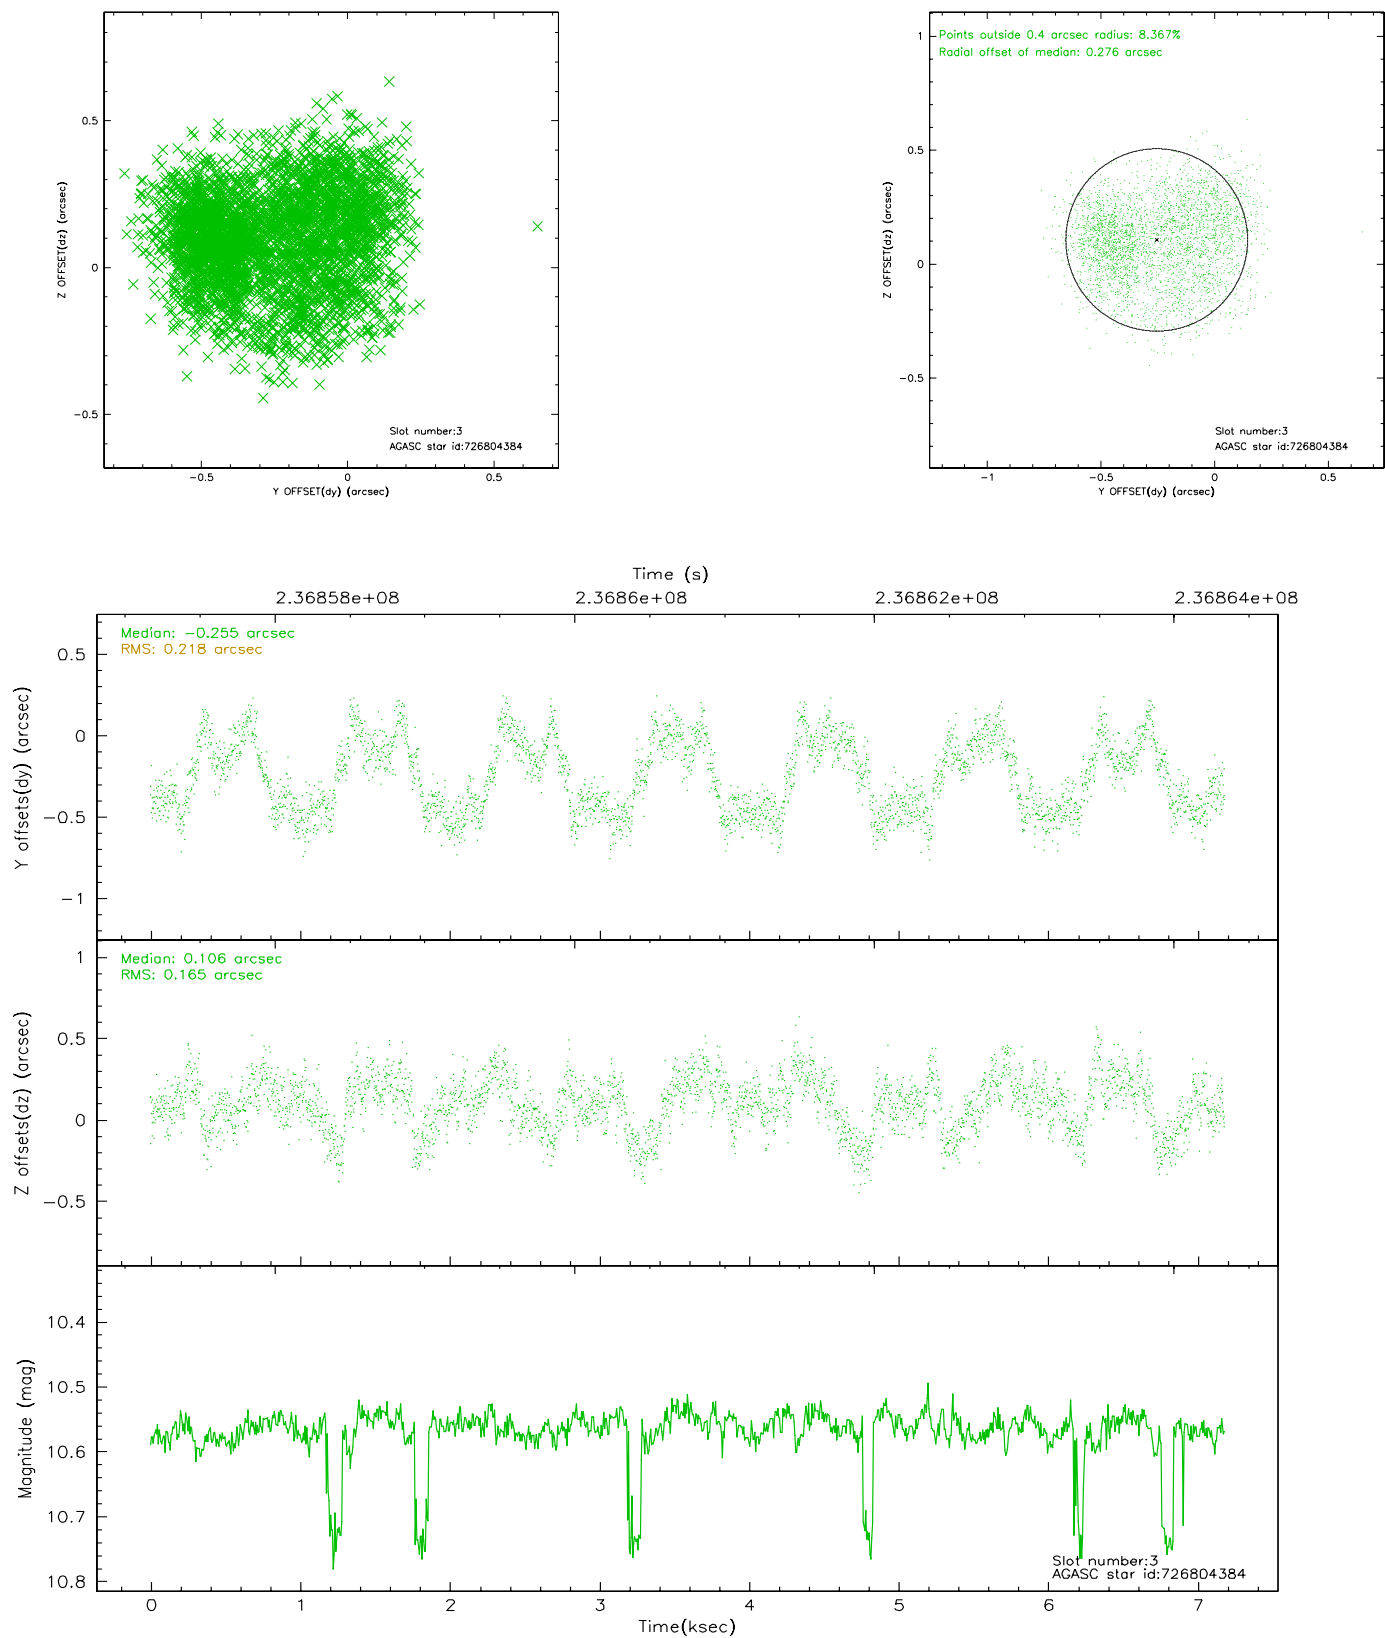 0.5
0
−0.5
Z OFFSET(dz) (arcsec)
Slot number:3
AGASC star id:726804384
−0.5 0 0.5
Y OFFSET(dy) (arcsec)
Points outside 0.4 arcsec radius: 8.367%
Radial offset of median: 0.276 arcsec
1
0.5
0
−0.5
Z OFFSET(dz) (arcsec)
Slot number:3
AGASC star id:726804384
−1 −0.5 0 0.5
Y OFFSET(dy) (arcsec)
Time (s)
2.36858e+08 2.3686e+08 2.36862e+08 2.36864e+08
Median: −0.255 arcsec
RMS: 0.218 arcsec
0.5
0
−0.5
−1
Y offsets(dy) (arcsec)
Median: 0.106 arcsec
RMS: 0.165 arcsec
1
0.5
0
−0.5
Z offsets(dz) (arcsec)
10.4
10.5
10.6
10.7
10.8
Magnitude (mag)
Slot number:3
AGASC star id:726804384
0 1 2 3 4 5 6 7
Time(ksec)